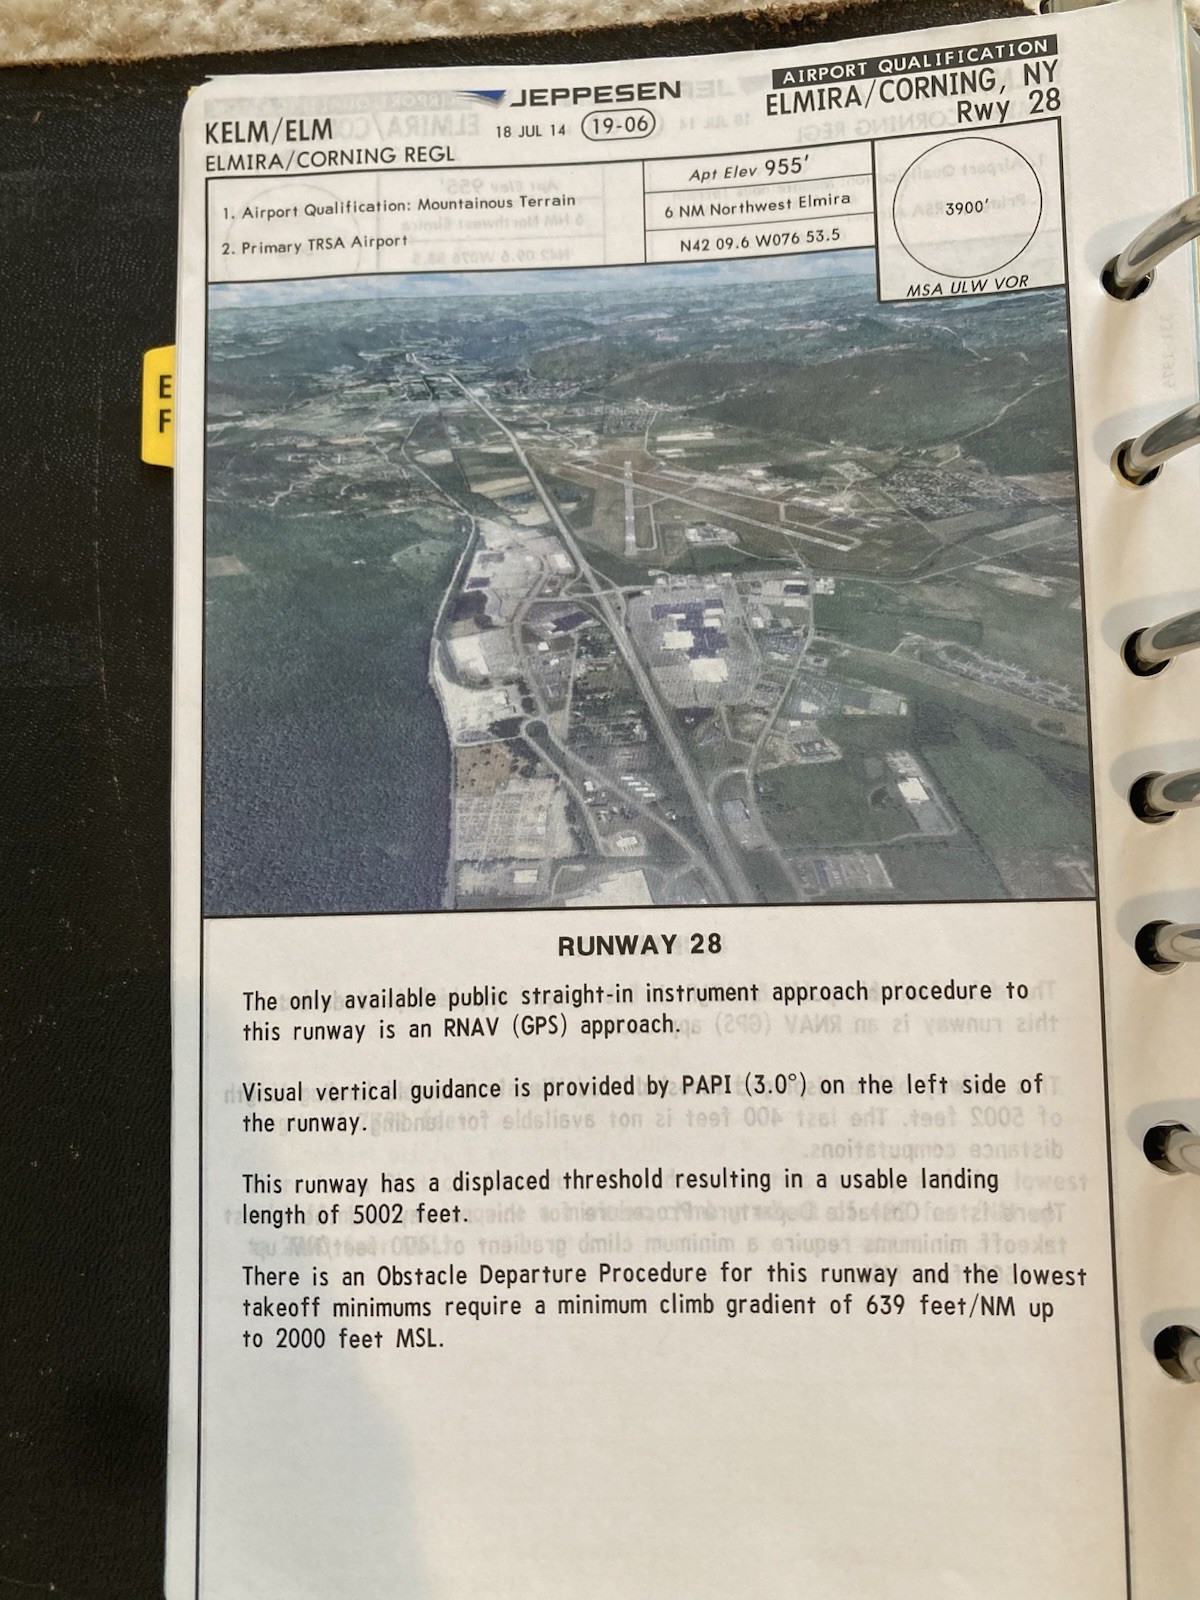 AIRPORT QUALIFICATION
JEPPESEN
ELMIRA/CORNING, NY
KELM/ELM
18 JUL 14
19-06
Rwy 28
ELMIRA/CORNING REGL
1. Airport Qualification: Mountainous Terrain
2. Primary TRSA Airport
Apt Elev 955'
6 NM Northwest Elmira
N42 09.6 W076 53.5
3900'
MSA ULW VOR
E
F
RUNWAY 28
The only available public straight-in instrument approach procedure to
this runway is an RNAV (GPS) approach.
Visual vertical guidance is provided by PAPI (3.0°) on the left side of
the runway.
This runway has a displaced threshold resulting in a usable landing
length of 5002 feet.
There is an Obstacle Departure Procedure for this runway and the lowest
takeoff minimums require a minimum climb gradient of 639 feet/NM up
to 2000 feet MSL.